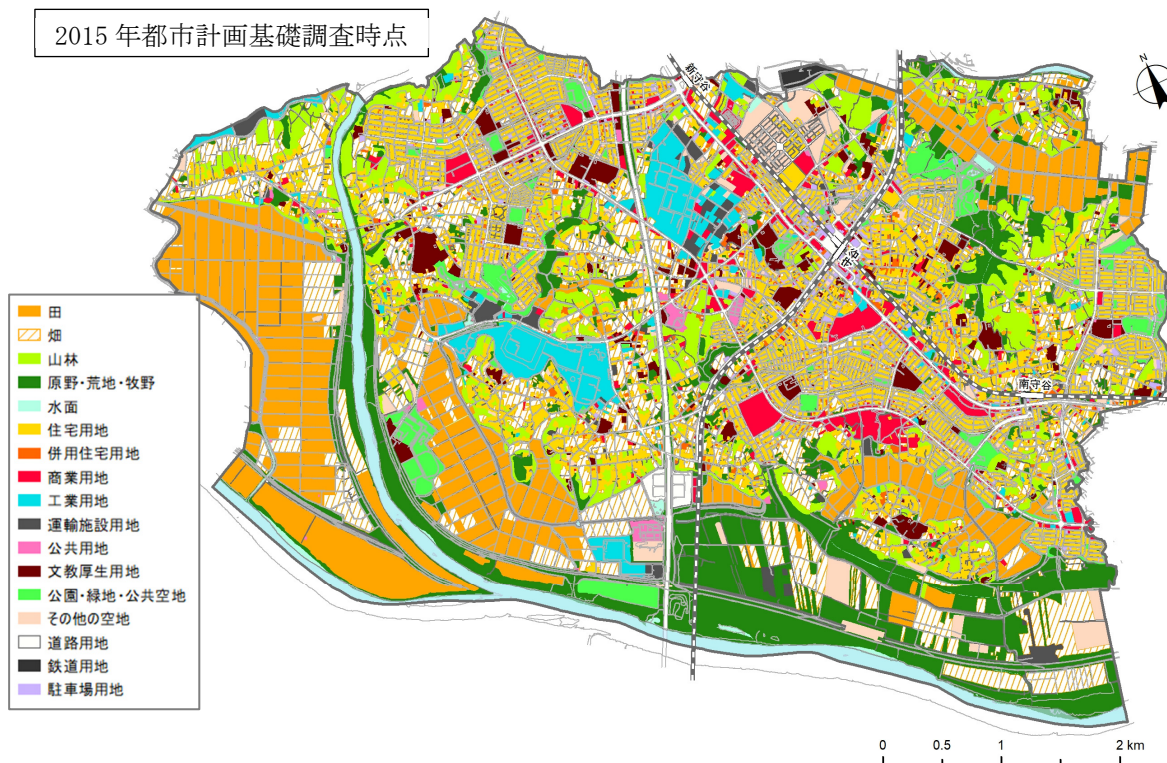 2015 年都市計画基礎調査時点
N
新守谷
守谷
南守谷
田
畑
山林
原野・荒地・牧野
水面
住宅用地
併用住宅用地
商業用地
工業用地
運輸施設用地
公共用地
文教厚生用地
公園・緑地・公共空地
その他の空地
道路用地
鉄道用地
駐車場用地
0 0.5 1 2 km